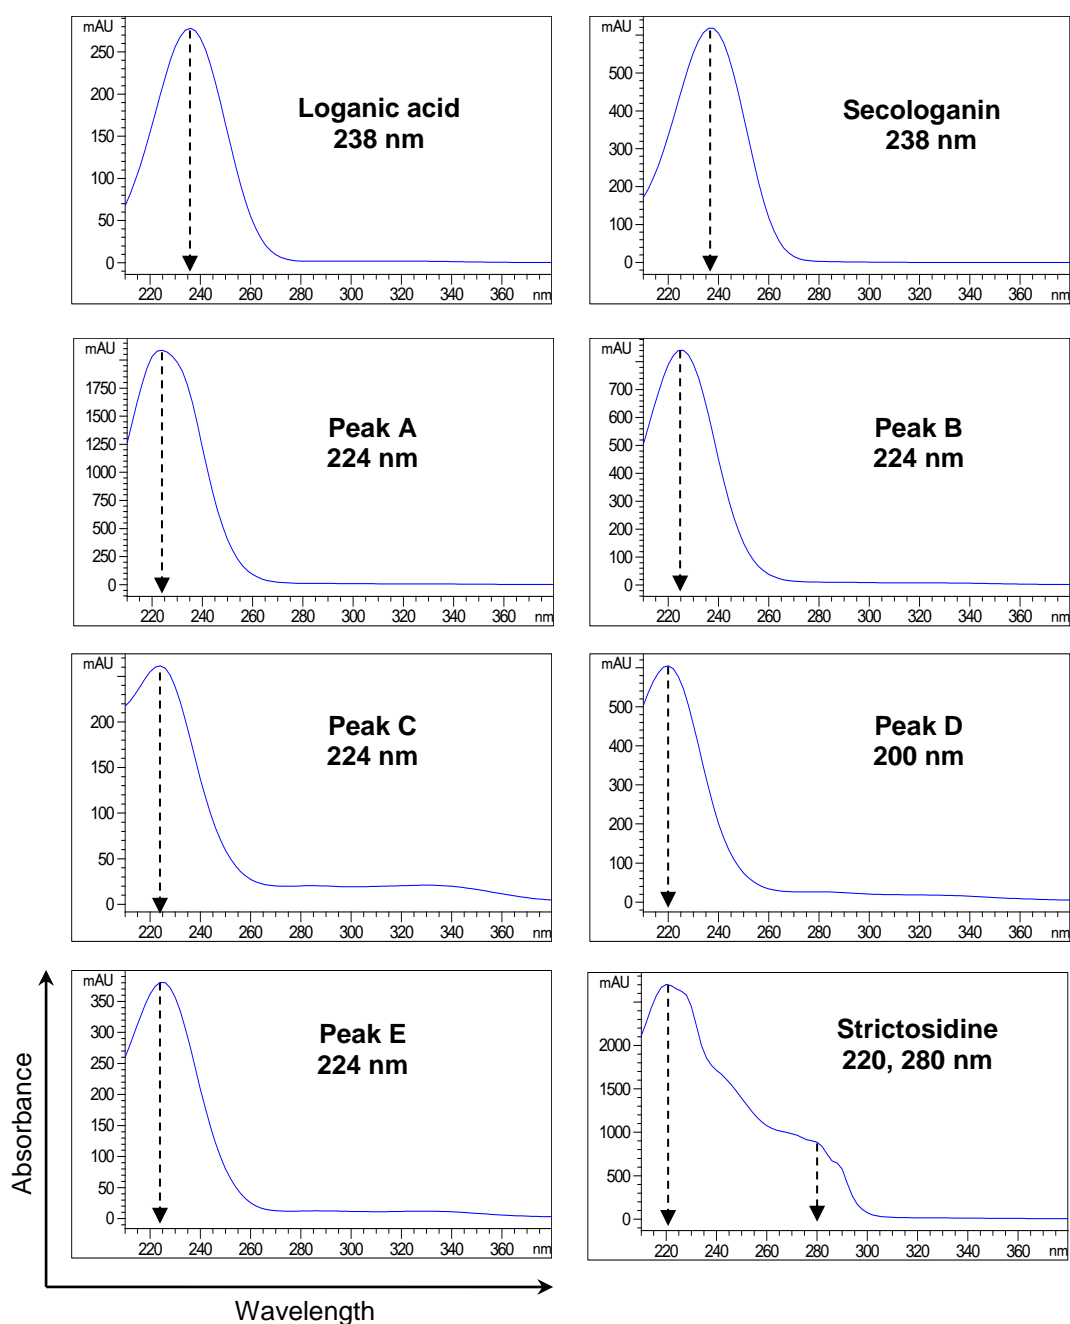 mAU
250
200
150
100
50
0
220 240 260 280 300 320 340 360 nm
Loganic acid
238 nm
mAU
500
400
300
200
100
0
220 240 260 280 300 320 340 360 nm
Secologanin
238 nm
mAU
1750
1500
1250
1000
750
500
250
0
220 240 260 280 300 320 340 360 nm
Peak A
224 nm
mAU
700
600
500
400
300
200
100
0
220 240 260 280 300 320 340 360 nm
Peak B
224 nm
mAU
200
150
100
50
0
220 240 260 280 300 320 340 360 nm
Peak C
224 nm
mAU
500
400
300
200
100
0
220 240 260 280 300 320 340 360 nm
Peak D
200 nm
mAU
350
300
250
200
150
100
50
0
220 240 260 280 300 320 340 360 nm
Peak E
224 nm
mAU
2000
1500
1000
500
0
220 240 260 280 300 320 340 360 nm
Strictosidine
220, 280 nm
Absorbance
Wavelength